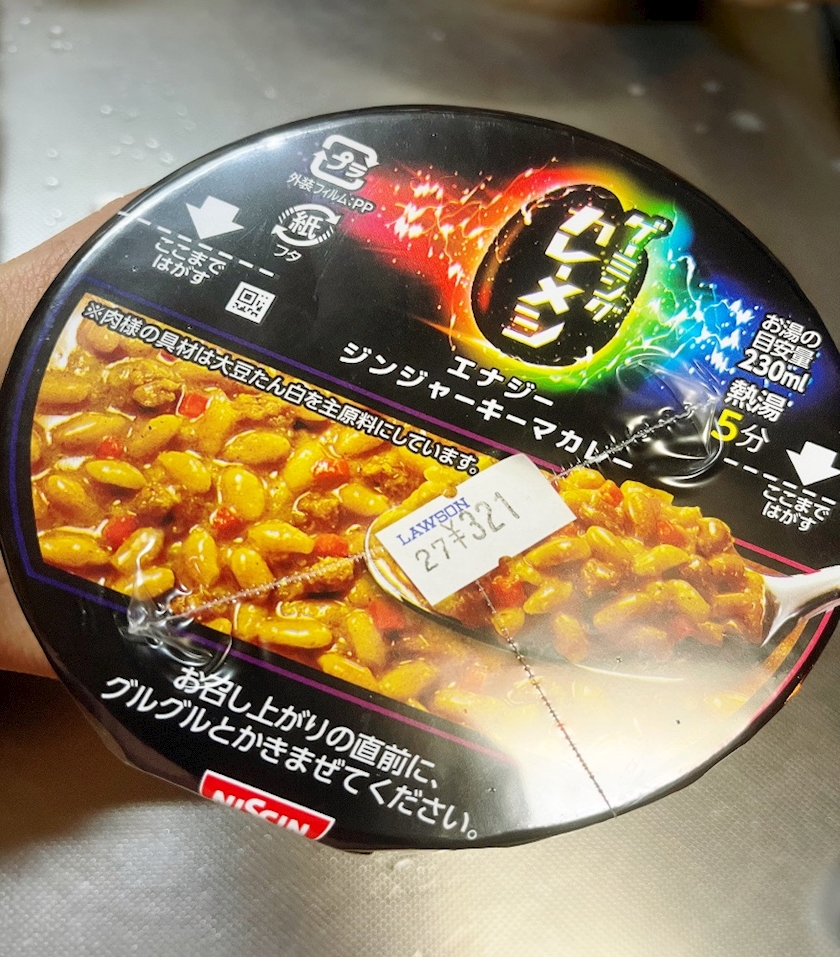 プラ
外装フィルム:PP
紙
フタ
ここまで
はがす
ゲーミング
カレーメシ
お湯の
目安量
230ml
熱湯
5分
ここまで
はがす
エナジー
ジンジャーキーマカレー
※肉様の具材は大豆たん白を主原料にしています。
LAWSON
27¥321
お召し上がりの直前に、
グルグルとかきまぜてください。
NISSIN